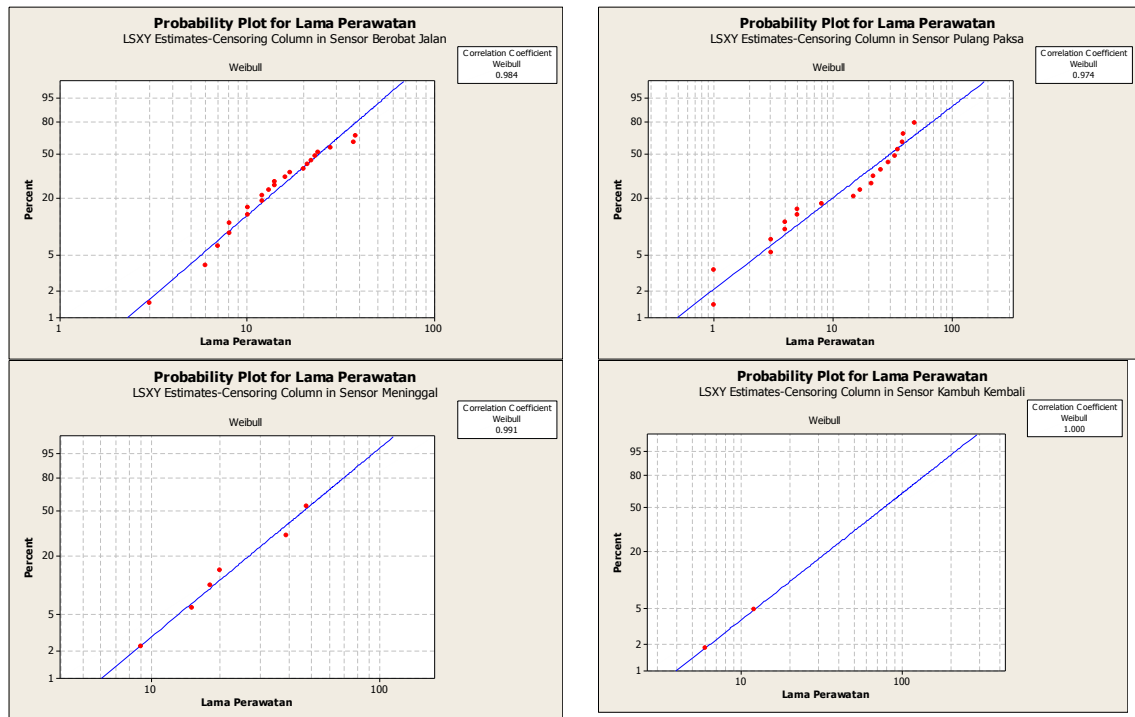 Probability Plot for Lama Perawatan
LSXY Estimates-Censoring Column in Sensor Berobat Jalan
Weibull
Correlation Coefficient
Weibull
0.984
Percent
95
80
50
20
5
2
1
1
10
100
Lama Perawatan
Probability Plot for Lama Perawatan
LSXY Estimates-Censoring Column in Sensor Pulang Paksa
Weibull
Correlation Coefficient
Weibull
0.974
Percent
95
80
50
20
5
2
1
1
10
100
Lama Perawatan
Probability Plot for Lama Perawatan
LSXY Estimates-Censoring Column in Sensor Meninggal
Weibull
Correlation Coefficient
Weibull
0.991
Percent
95
80
50
20
5
2
1
10
100
Lama Perawatan
Probability Plot for Lama Perawatan
LSXY Estimates-Censoring Column in Sensor Kambuh Kembali
Weibull
Correlation Coefficient
Weibull
1.000
Percent
95
80
50
20
5
2
1
10
100
Lama Perawatan